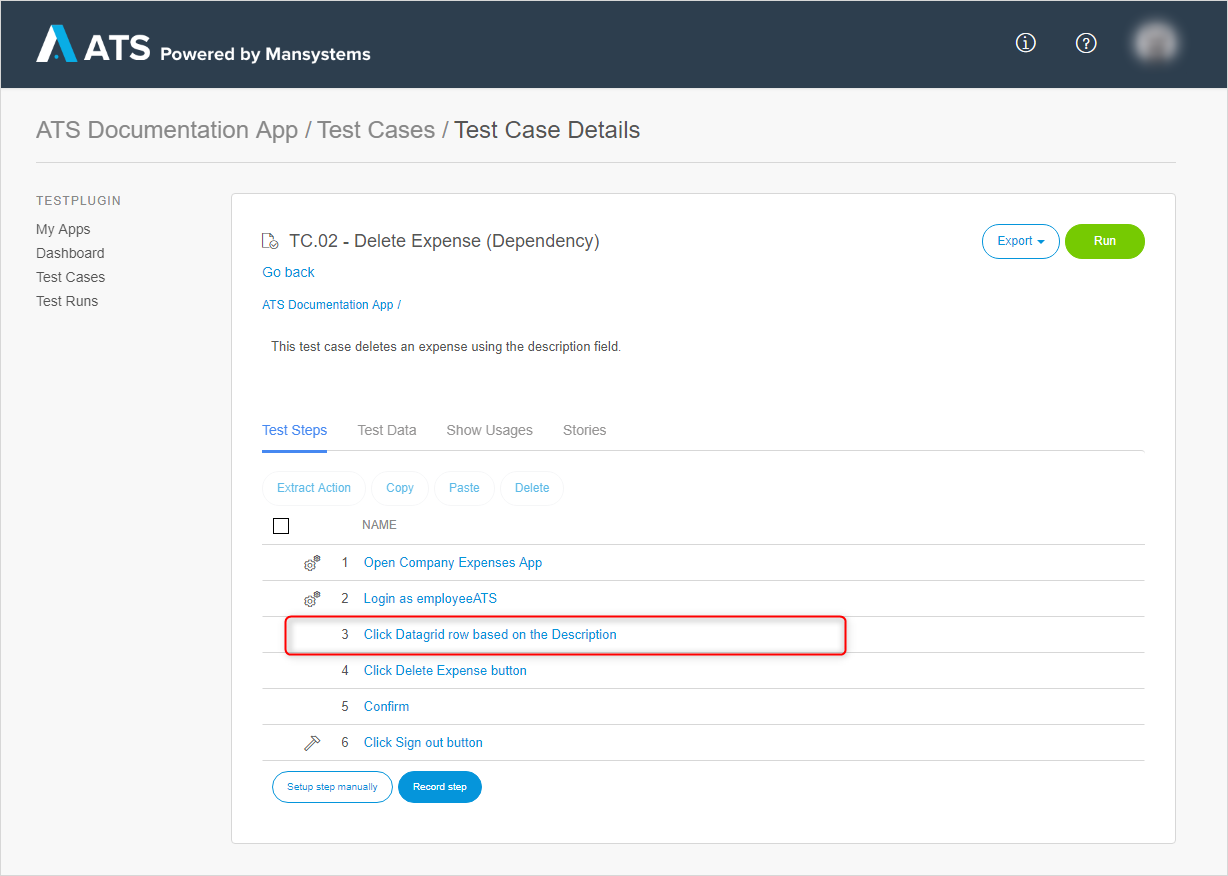 ATS Powered by Mansystems
ATS Documentation App / Test Cases / Test Case Details
TESTPLUGIN
My Apps
Dashboard
Test Cases
Test Runs
TC.02 - Delete Expense (Dependency)
Export
Run
Go back
ATS Documentation App /
This test case deletes an expense using the description field.
Test Steps Test Data Show Usages Stories
Extract Action Copy Paste Delete
NAME
1 Open Company Expenses App
2 Login as employeeATS
3 Click Datagrid row based on the Description
4 Click Delete Expense button
5 Confirm
6 Click Sign out button
Setup step manually Record step